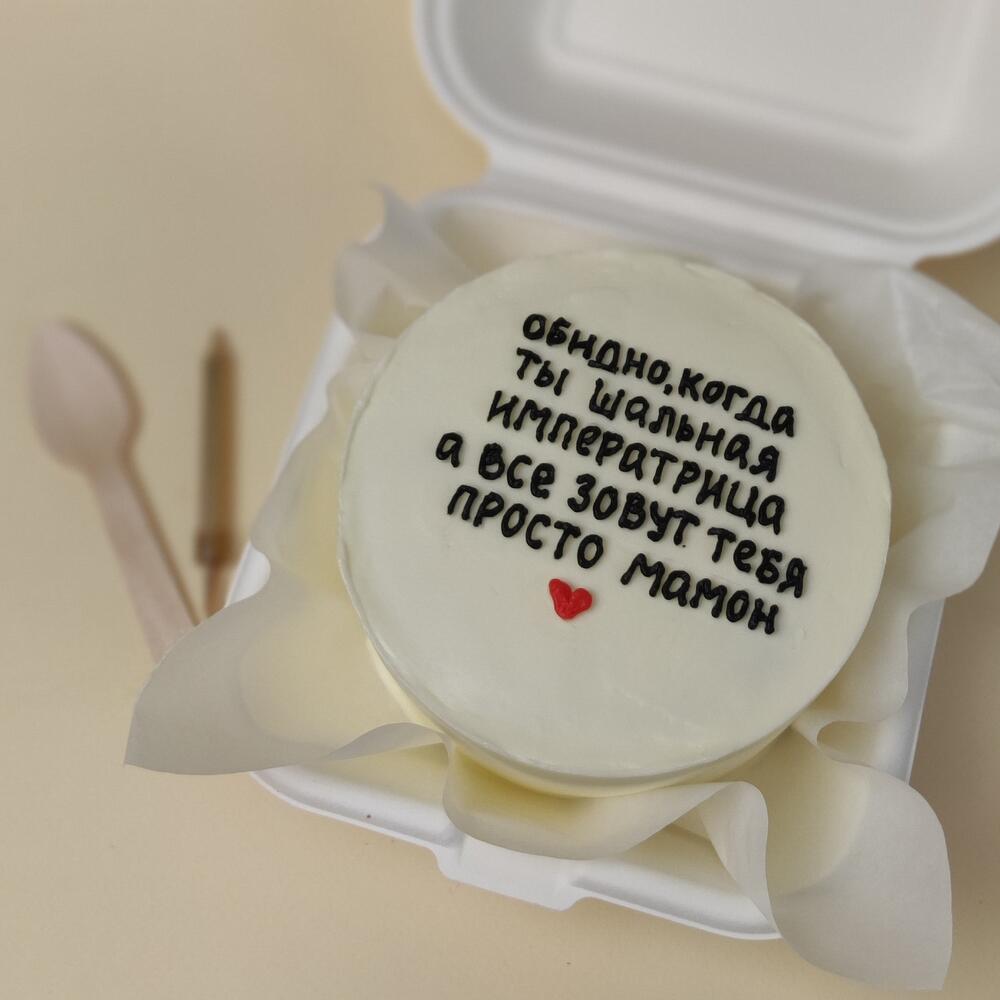 обидно, когда
ты шальная
императрица
а все зовут тебя
просто мамон